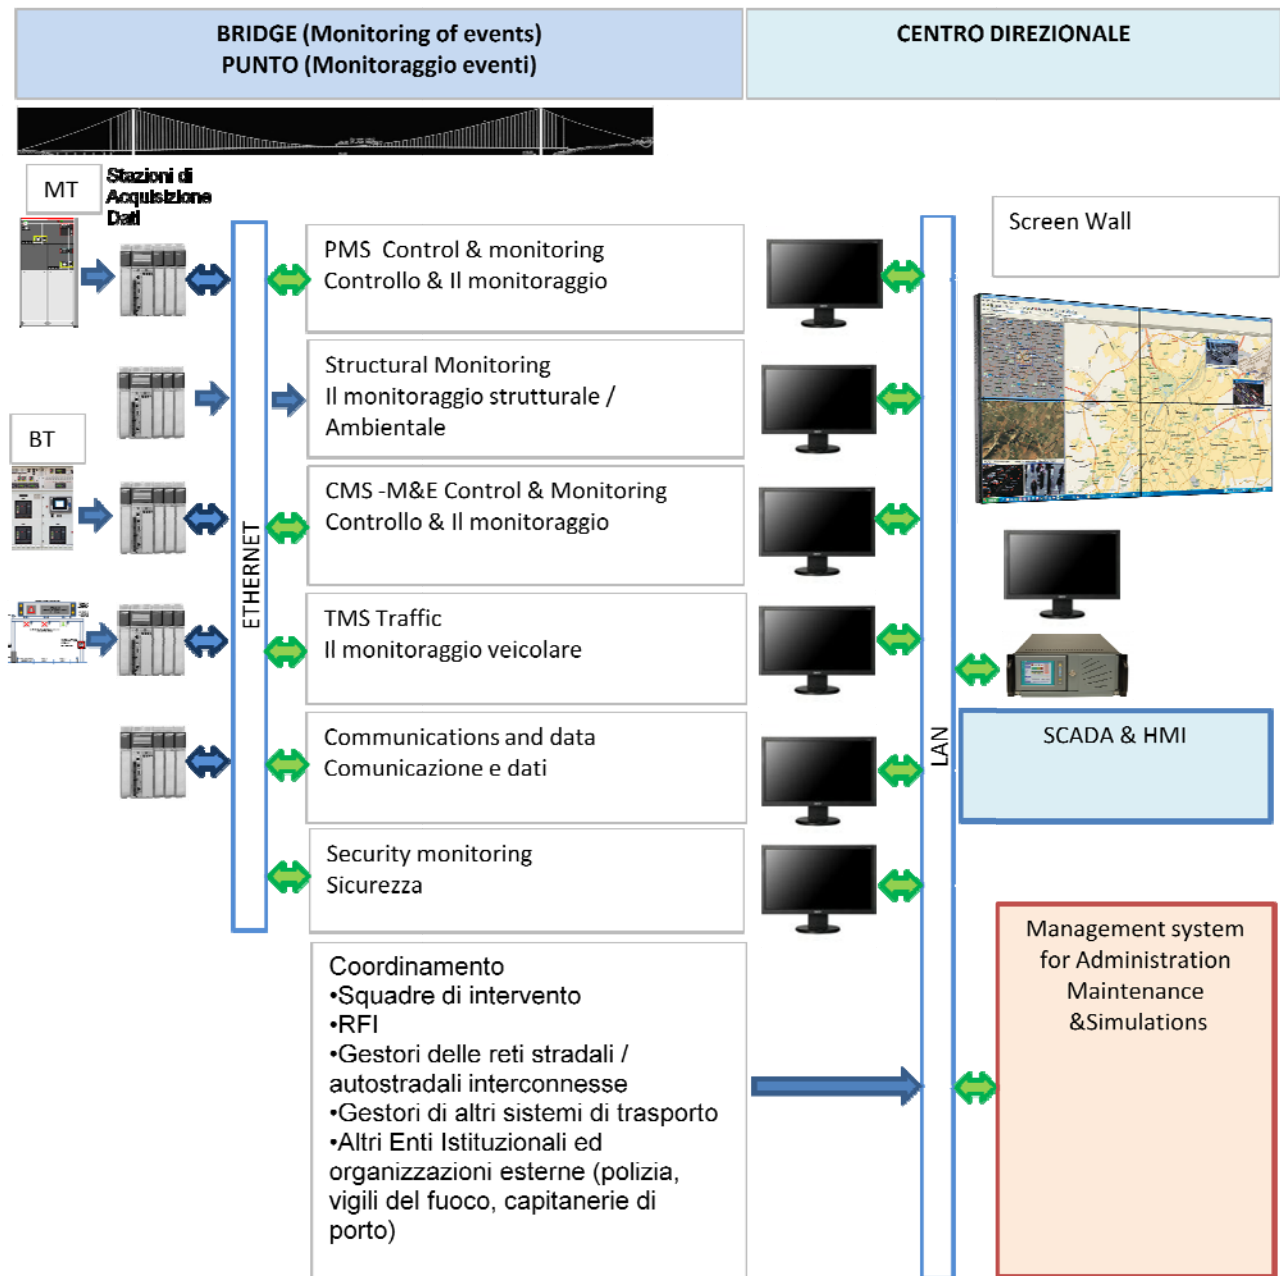 BRIDGE (Monitoring of events)
PUNTO (Monitoraggio eventi)
CENTRO DIREZIONALE
MT
Stazioni di
Acquisizione
Dati
PMS Control & monitoring
Controllo & Il monitoraggio
Screen Wall
Structural Monitoring
Il monitoraggio strutturale /
Ambientale
BT
CMS -M&E Control & Monitoring
Controllo & Il monitoraggio
ETHERNET
TMS Traffic
Il monitoraggio veicolare
LAN
SCADA & HMI
Communications and data
Comunicazione e dati
Security monitoring
Sicurezza
Management system
for Administration
Maintenance
&Simulations
Coordinamento
•Squadre di intervento
•RFI
•Gestori delle reti stradali /
autostradali interconnesse
•Gestori di altri sistemi di trasporto
•Altri Enti Istituzionali ed
organizzazioni esterne (polizia,
vigili del fuoco, capitanerie di
porto)